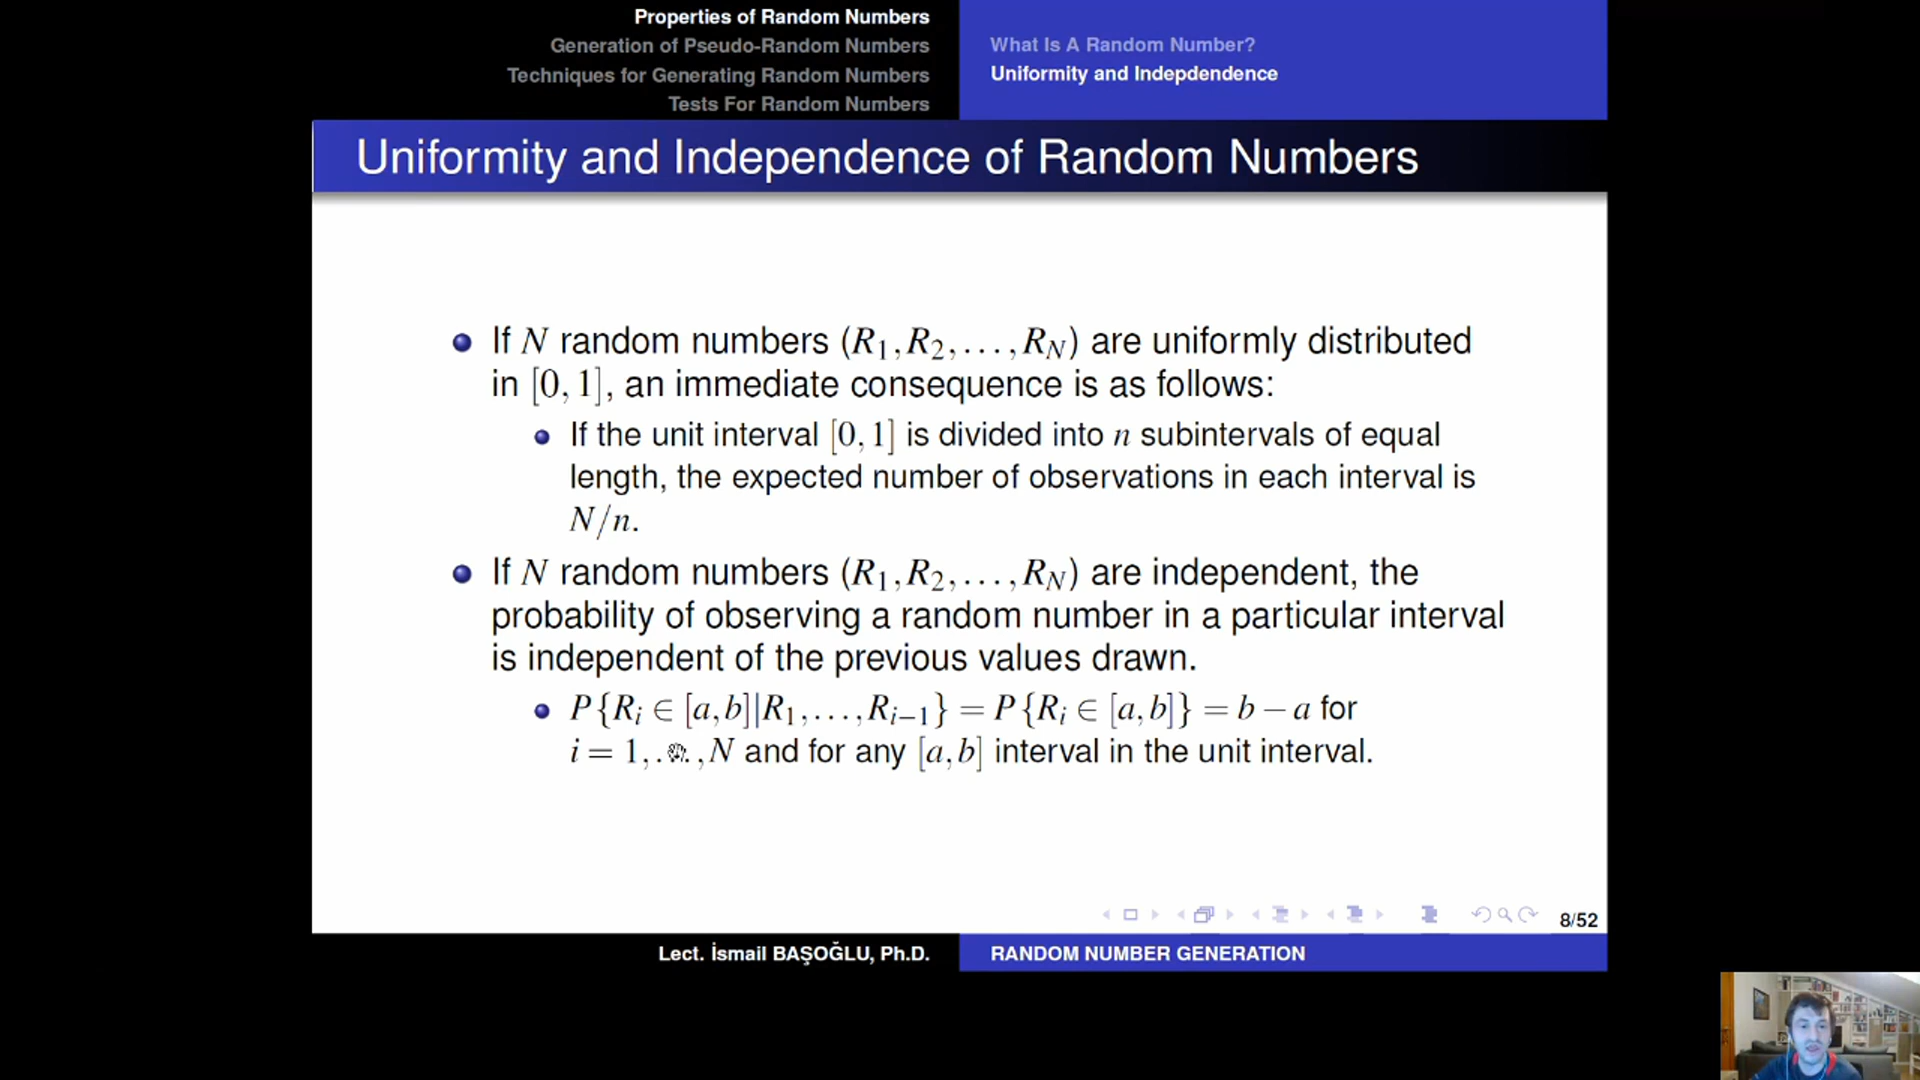 Properties of Random Numbers
Generation of Pseudo-Random Numbers
Techniques for Generating Random Numbers
Tests For Random Numbers
What Is A Random Number?
Uniformity and Indepdendence
Uniformity and Independence of Random Numbers
If N random numbers (R₁,R₂,...,R_N) are uniformly distributed
in [0,1], an immediate consequence is as follows:
If the unit interval [0,1] is divided into n subintervals of equal
length, the expected number of observations in each interval is
N/n.
If N random numbers (R₁,R₂,...,R_N) are independent, the
probability of observing a random number in a particular interval
is independent of the previous values drawn.
P{Rᵢ ∈ [a,b]|R₁,...,Rᵢ₋₁} = P{Rᵢ ∈ [a,b]} = b − a for
i = 1,...,N and for any [a,b] interval in the unit interval.
8/52
Lect. İsmail BAŞOĞLU, Ph.D.
RANDOM NUMBER GENERATION